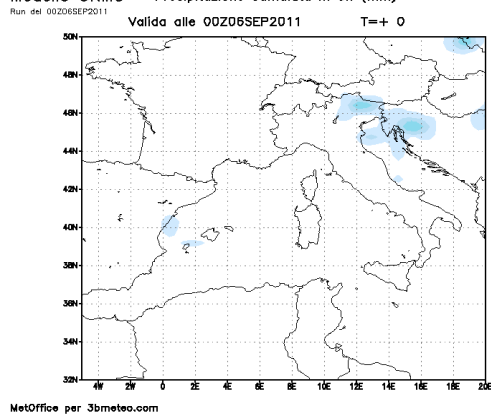 Run del 00Z06SEP2011
Valida alle 00Z06SEP2011 T=+ 0
50N
48N
46N
44N
42N
40N
38N
36N
34N
32N
4W 2W 0 2E 4E 6E 8E 10E 12E 14E 16E 18E 20E
MetOffice per 3bmeteo.com